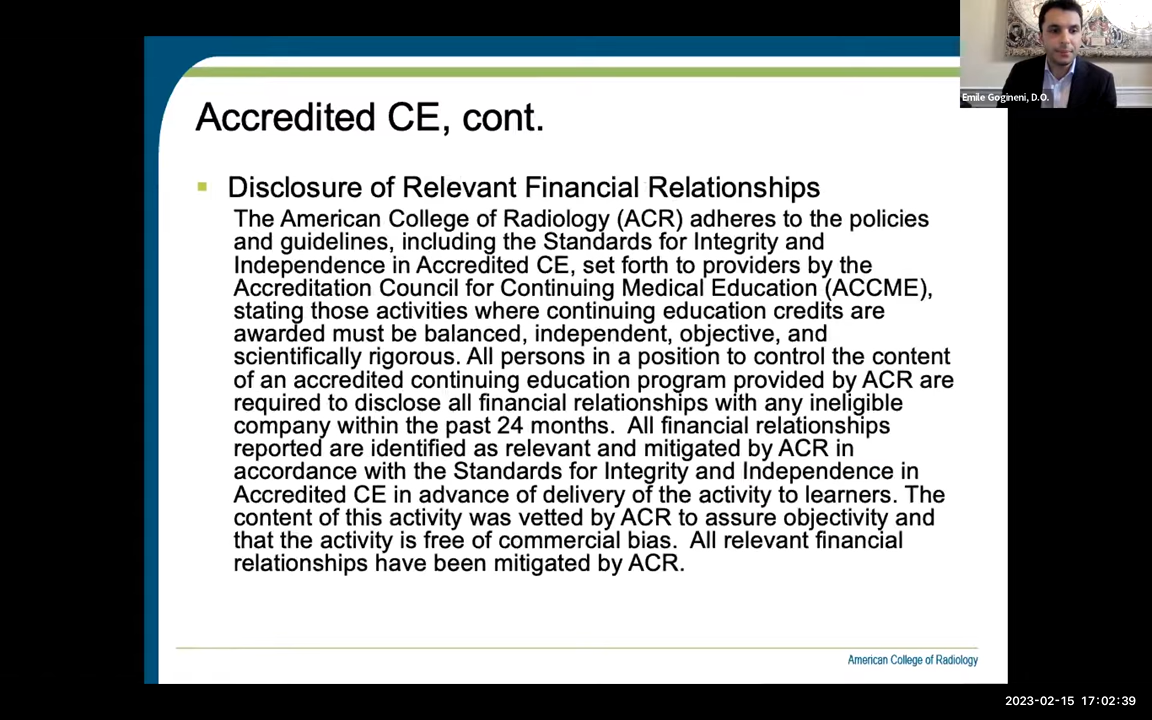 Emile Gogineni, D.O.
Accredited CE, cont.
Disclosure of Relevant Financial Relationships
The American College of Radiology (ACR) adheres to the policies
and guidelines, including the Standards for Integrity and
Independence in Accredited CE, set forth to providers by the
Accreditation Council for Continuing Medical Education (ACCME),
stating those activities where continuing education credits are
awarded must be balanced, independent, objective, and
scientifically rigorous. All persons in a position to control the content
of an accredited continuing education program provided by ACR are
required to disclose all financial relationships with any ineligible
company within the past 24 months.  All financial relationships
reported are identified as relevant and mitigated by ACR in
accordance with the Standards for Integrity and Independence in
Accredited CE in advance of delivery of the activity to learners. The
content of this activity was vetted by ACR to assure objectivity and
that the activity is free of commercial bias.  All relevant financial
relationships have been mitigated by ACR.
American College of Radiology
2023-02-15 17:02:39